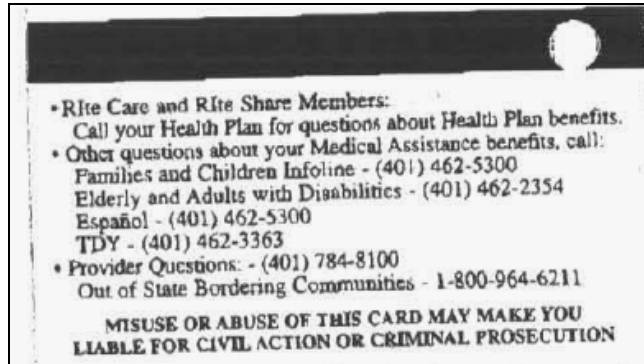 • RIte Care and RIte Share Members:
Call your Health Plan for questions about Health Plan benefits.
• Other questions about your Medical Assistance benefits, call:
Families and Children Infoline - (401) 462-5300
Elderly and Adults with Disabilities - (401) 462-2354
Español - (401) 462-5300
TDY - (401) 462-3363
• Provider Questions: - (401) 784-8100
Out of State Bordering Communities - 1-800-964-6211
MISUSE OR ABUSE OF THIS CARD MAY MAKE YOU
LIABLE FOR CIVIL ACTION OR CRIMINAL PROSECUTION